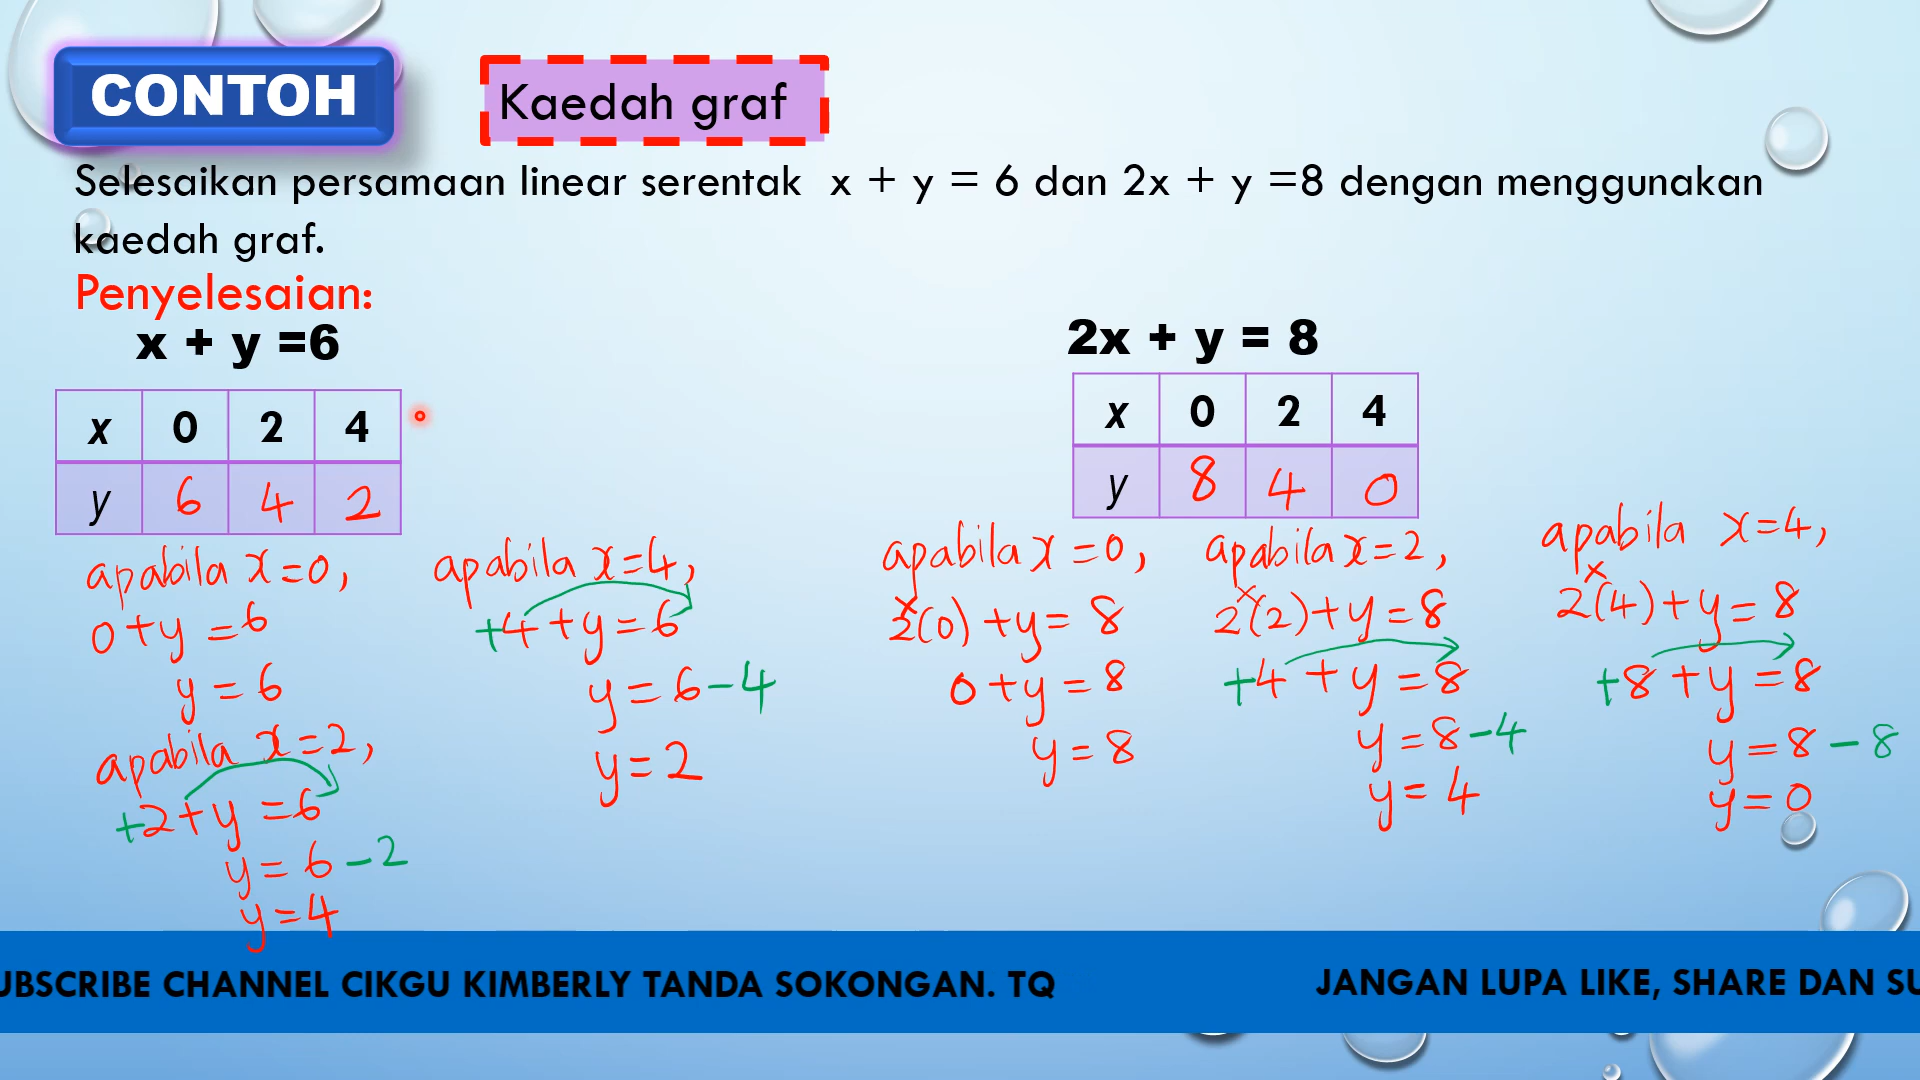 CONTOH
Kaedah graf
Selesaikan persamaan linear serentak x + y = 6 dan 2x + y =8 dengan menggunakan
kaedah graf.
Penyelesaian:
x + y =6
x 0 2 4
y 6 4 2
apabila x=0,
0+y=6
y=6
apabila x=2,
+2+y=6
y=6-2
y=4
apabila x=4,
+4+y=6
y=6-4
y=2
2x + y = 8
x 0 2 4
y 8 4 0
apabila x=0,
x
2(0)+y=8
0+y=8
y=8
apabila x=2,
x
2(2)+y=8
+4+y=8
y=8-4
y=4
apabila x=4,
x
2(4)+y=8
+8+y=8
y=8-8
y=0
UBSCRIBE CHANNEL CIKGU KIMBERLY TANDA SOKONGAN. TQ
JANGAN LUPA LIKE, SHARE DAN SU